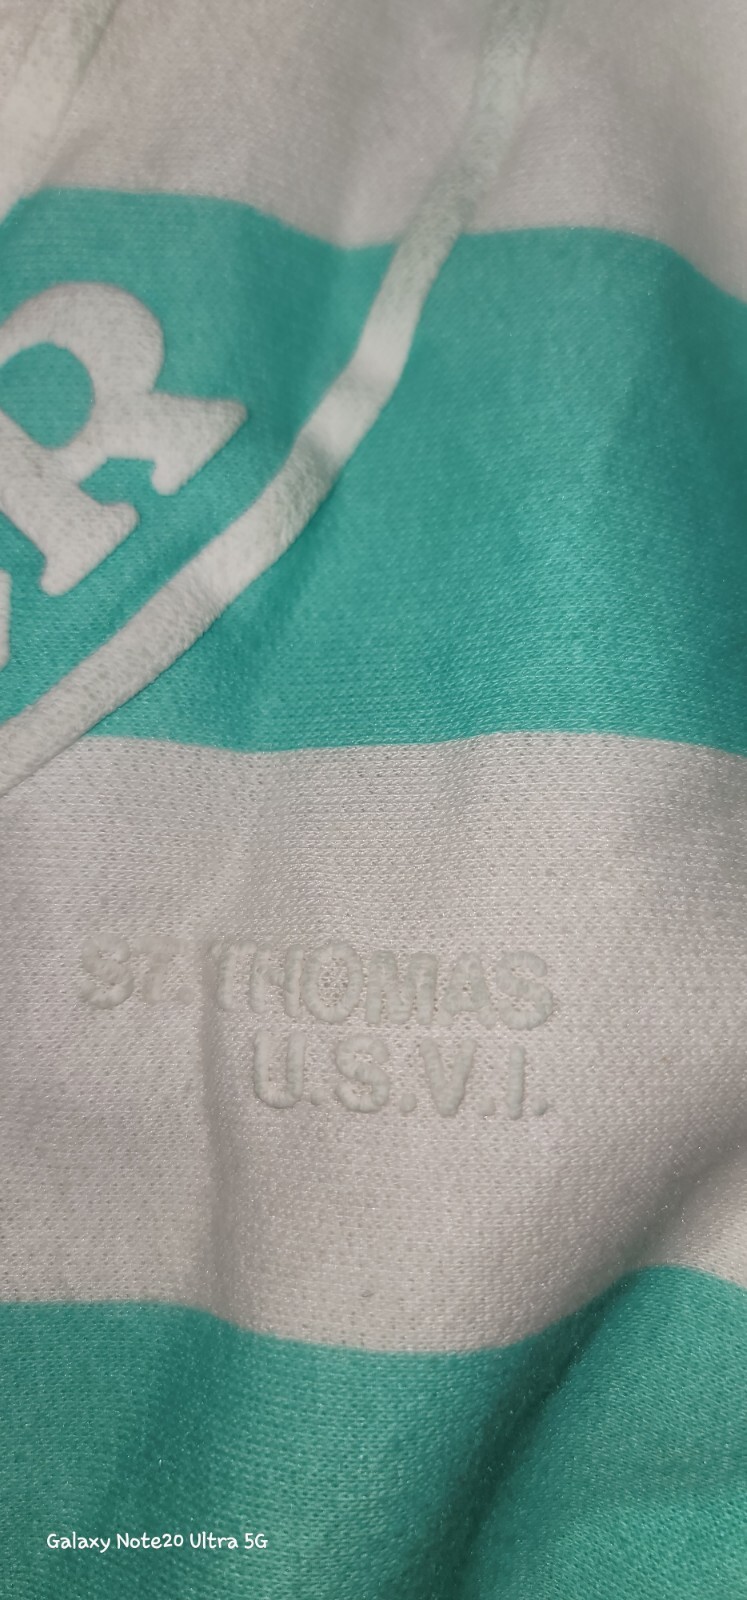 R
ST. THOMAS
U.S.V.I.
Galaxy Note20 Ultra 5G